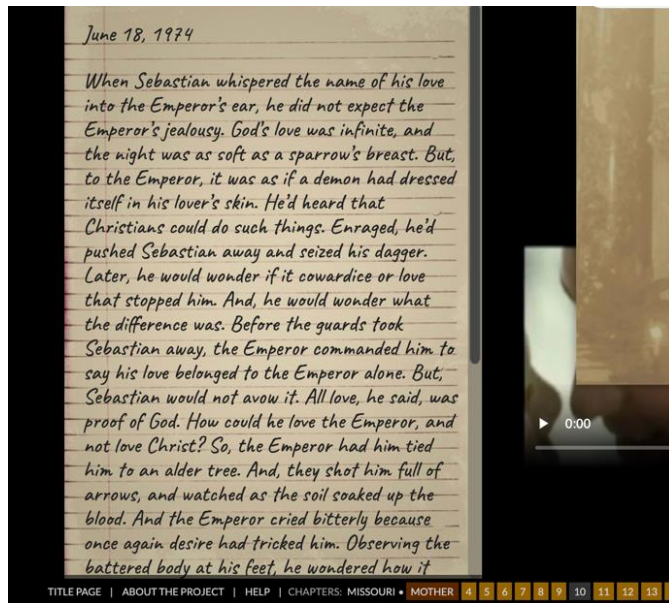 June 18, 1974
When Sebastian whispered the name of his love
into the Emperor's ear, he did not expect the
Emperor's jealousy. God's love was infinite, and
the night was as soft as a sparrow's breast. But,
to the Emperor, it was as if a demon had dressed
itself in his lover's skin. He'd heard that
Christians could do such things. Enraged, he'd
pushed Sebastian away and seized his dagger.
Later, he would wonder if it cowardice or love
that stopped him. And, he would wonder what
the difference was. Before the guards took
Sebastian away, the Emperor commanded him to
say his love belonged to the Emperor alone. But,
Sebastian would not avow it. All love, he said, was
proof of God. How could he love the Emperor, and
not love Christ? So, the Emperor had him tied
him to an alder tree. And, they shot him full of
arrows, and watched as the soil soaked up the
blood. And the Emperor cried bitterly because
once again desire had tricked him. Observing the
battered body at his feet, he wondered how it
0:00
TITLE PAGE | ABOUT THE PROJECT | HELP | CHAPTERS: MISSOURI • MOTHER 4 5 6 7 8 9 10 11 12 13